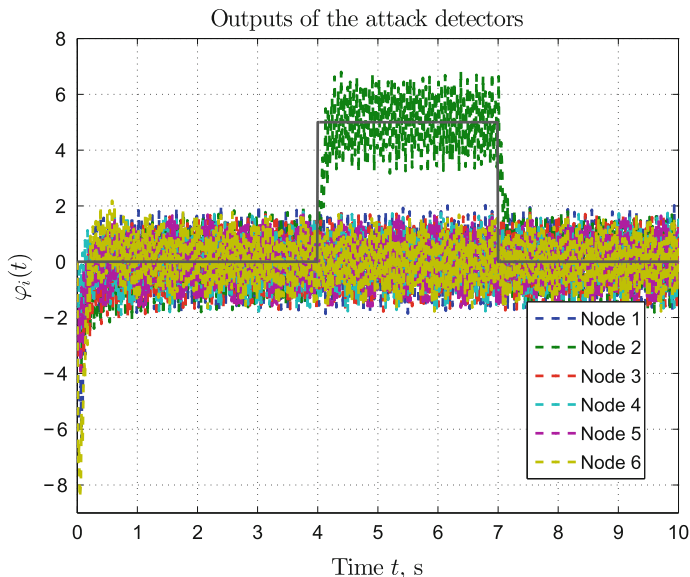 Outputs of the attack detectors
8
6
4
2
0
−2
−4
−6
−8
φᵢ(t)
Node 1
Node 2
Node 3
Node 4
Node 5
Node 6
0 1 2 3 4 5 6 7 8 9 10
Time t, s